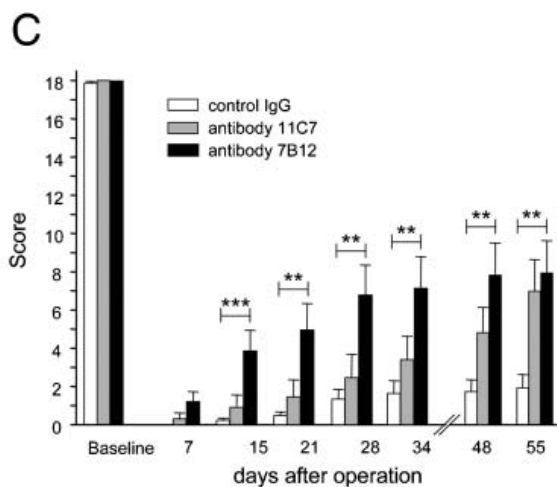 C
18
16
14
12
10
8
6
4
2
0
Score
control IgG
antibody 11C7
antibody 7B12
***
**
**
**
**
**
Baseline 7 15 21 28 34 48 55
days after operation